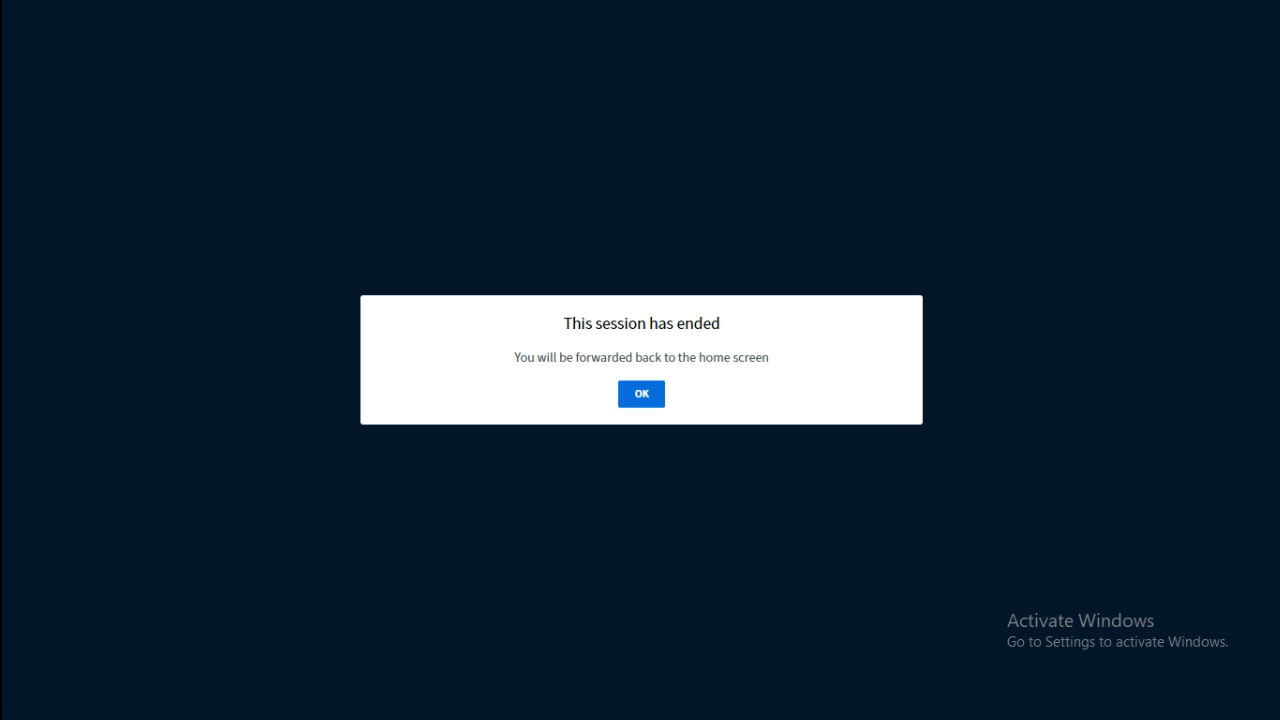 This session has ended
You will be forwarded back to the home screen
OK
Activate Windows
Go to Settings to activate Windows.